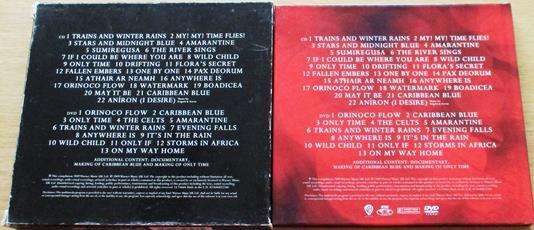 CD 1 TRAINS AND WINTER RAINS 2 MY! MY! TIME FLIES!
3 STARS AND MIDNIGHT BLUE 4 AMARANTINE
5 SUMIREGUSA 6 THE RIVER SINGS
7 IF I COULD BE WHERE YOU ARE 8 WILD CHILD
9 ONLY TIME 10 DRIFTING 11 FLORA'S SECRET
12 FALLEN EMBERS 13 ONE BY ONE 14 PAX DEORUM
15 ATHAIR AR NEAMH 16 ANYWHERE IS
17 ORINOCO FLOW 18 WATERMARK 19 BOADICEA
20 MAY IT BE 21 CARIBBEAN BLUE
22 ANÍRON (I DESIRE)
DVD 1 ORINOCO FLOW 2 CARIBBEAN BLUE
3 ONLY TIME 4 THE CELTS 5 AMARANTINE
6 TRAINS AND WINTER RAINS 7 EVENING FALLS
8 ANYWHERE IS 9 IT'S IN THE RAIN
10 WILD CHILD 11 ONLY IF 12 STORMS IN AFRICA
13 ON MY WAY HOME
ADDITIONAL CONTENT: DOCUMENTARY,
MAKING OF CARIBBEAN BLUE AND MAKING OF ONLY TIME
CD 1 TRAINS AND WINTER RAINS 2 MY! MY! TIME FLIES!
3 STARS AND MIDNIGHT BLUE 4 AMARANTINE
5 SUMIREGUSA 6 THE RIVER SINGS
7 IF I COULD BE WHERE YOU ARE 8 WILD CHILD
9 ONLY TIME 10 DRIFTING 11 FLORA'S SECRET
12 FALLEN EMBERS 13 ONE BY ONE 14 PAX DEORUM
15 ATHAIR AR NEAMH 16 ANYWHERE IS
17 ORINOCO FLOW 18 WATERMARK 19 BOADICEA
20 MAY IT BE 21 CARIBBEAN BLUE
22 ANÍRON (I DESIRE)
DVD 1 ORINOCO FLOW 2 CARIBBEAN BLUE
3 ONLY TIME 4 THE CELTS 5 AMARANTINE
6 TRAINS AND WINTER RAINS 7 EVENING FALLS
8 ANYWHERE IS 9 IT'S IN THE RAIN
10 WILD CHILD 11 ONLY IF 12 STORMS IN AFRICA
13 ON MY WAY HOME
ADDITIONAL CONTENT: DOCUMENTARY,
MAKING OF CARIBBEAN BLUE AND MAKING OF ONLY TIME
DVD